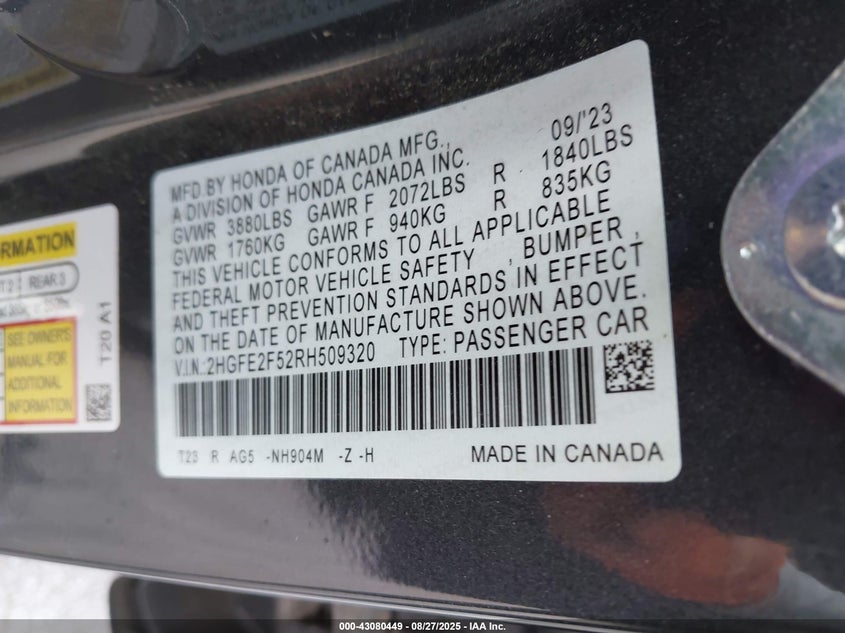 MFD.BY HONDA OF CANADA MFG., 09/'23
A DIVISION OF HONDA CANADA INC.
GVWR 3880LBS GAWR F 2072LBS R 1840LBS
GVWR 1760KG GAWR F 940KG R 835KG
THIS VEHICLE CONFORMS TO ALL APPLICABLE
FEDERAL MOTOR VEHICLE SAFETY , BUMPER ,
AND THEFT PREVENTION STANDARDS IN EFFECT
ON THE DATE OF MANUFACTURE SHOWN ABOVE.
V.I.N:2HGFE2F52RH509320 TYPE: PASSENGER CAR
T23 R AG5 -NH904M -Z -H MADE IN CANADA
REAR 3
SEE OWNER'S
MANUAL FOR
ADDITIONAL
INFORMATION
T20 A1
000-43080449 - 08/27/2025 - IAA Inc.